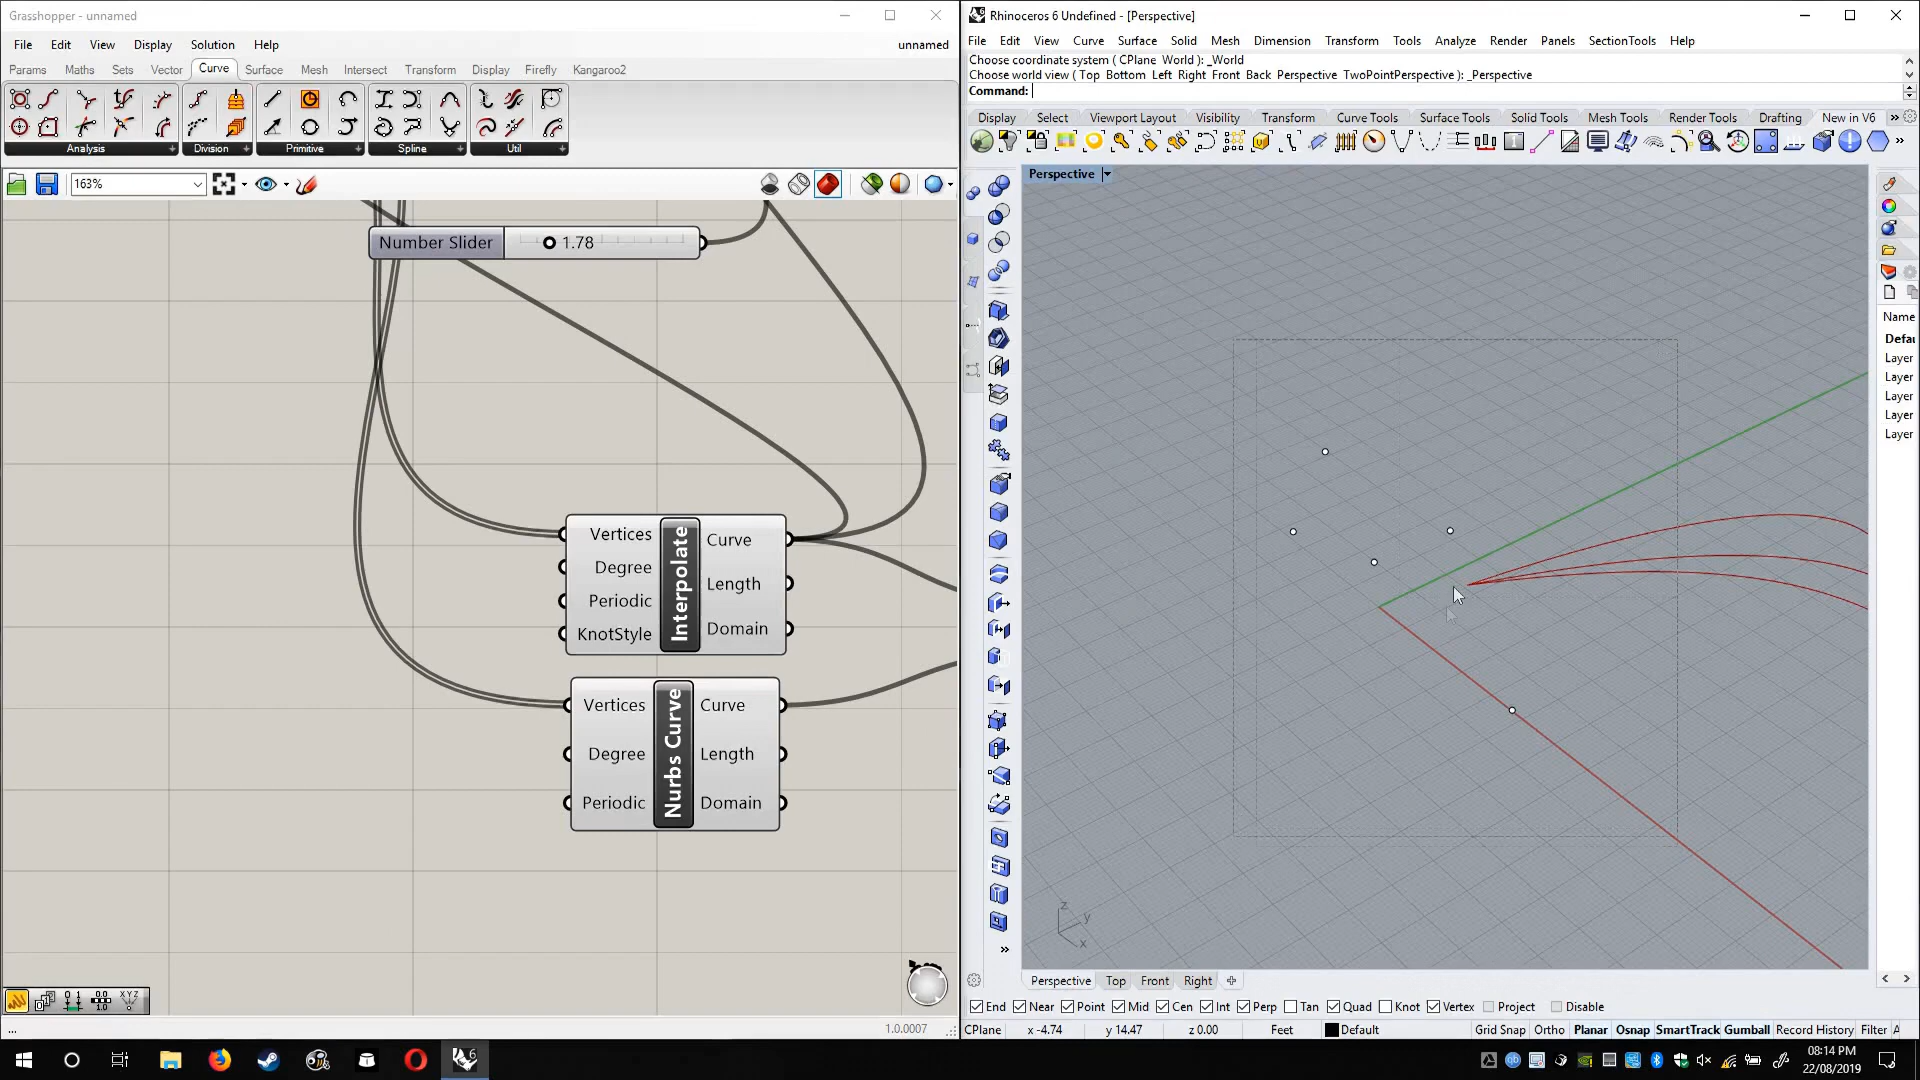 Grasshopper - unnamed
File Edit View Display Solution Help
unnamed
Params Maths Sets Vector Curve Surface Mesh Intersect Transform Display Firefly Kangaroo2
Analysis Division Primitive Spline Util
163%
Number Slider 1.78
Vertices
Degree
Periodic
KnotStyle
Interpolate
Curve
Length
Domain
Vertices
Degree
Periodic
Nurbs Curve
Curve
Length
Domain
...
1.0.0007
Rhinoceros 6 Undefined - [Perspective]
File Edit View Curve Surface Solid Mesh Dimension Transform Tools Analyze Render Panels SectionTools Help
Choose coordinate system ( CPlane World ): _World
Choose world view ( Top Bottom Left Right Front Back Perspective TwoPointPerspective ): _Perspective
Command:
Display Select Viewport Layout Visibility Transform Curve Tools Surface Tools Solid Tools Mesh Tools Render Tools Drafting New in V6
Perspective
Name
Defau
Layer
Layer
Layer
Layer
Layer
z
y
x
Perspective Top Front Right
End Near Point Mid Cen Int Perp Tan Quad Knot Vertex Project Disable
CPlane x -4.74 y 14.47 z 0.00 Feet Default Grid Snap Ortho Planar Osnap SmartTrack Gumball Record History Filter
08:14 PM
22/08/2019